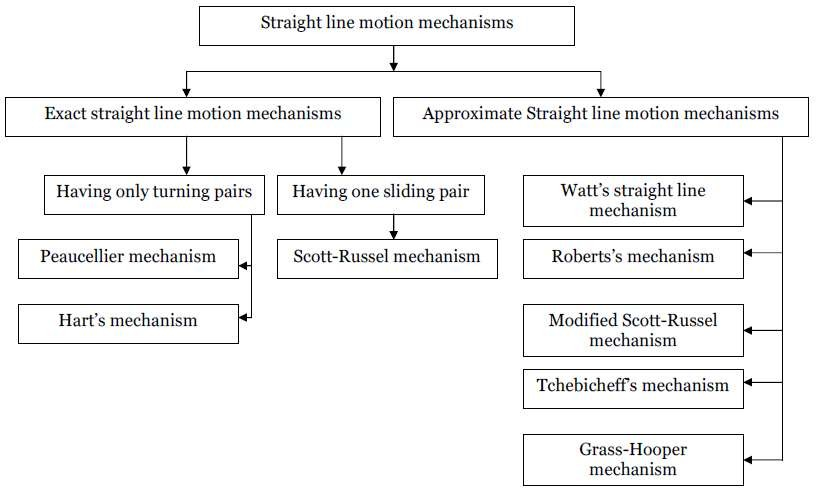 Straight line motion mechanisms
Exact straight line motion mechanisms
Approximate Straight line motion mechanisms
Having only turning pairs
Having one sliding pair
Watt’s straight line
mechanism
Peaucellier mechanism
Scott-Russel mechanism
Roberts’s mechanism
Hart’s mechanism
Modified Scott-Russel
mechanism
Tchebicheff’s mechanism
Grass-Hooper
mechanism